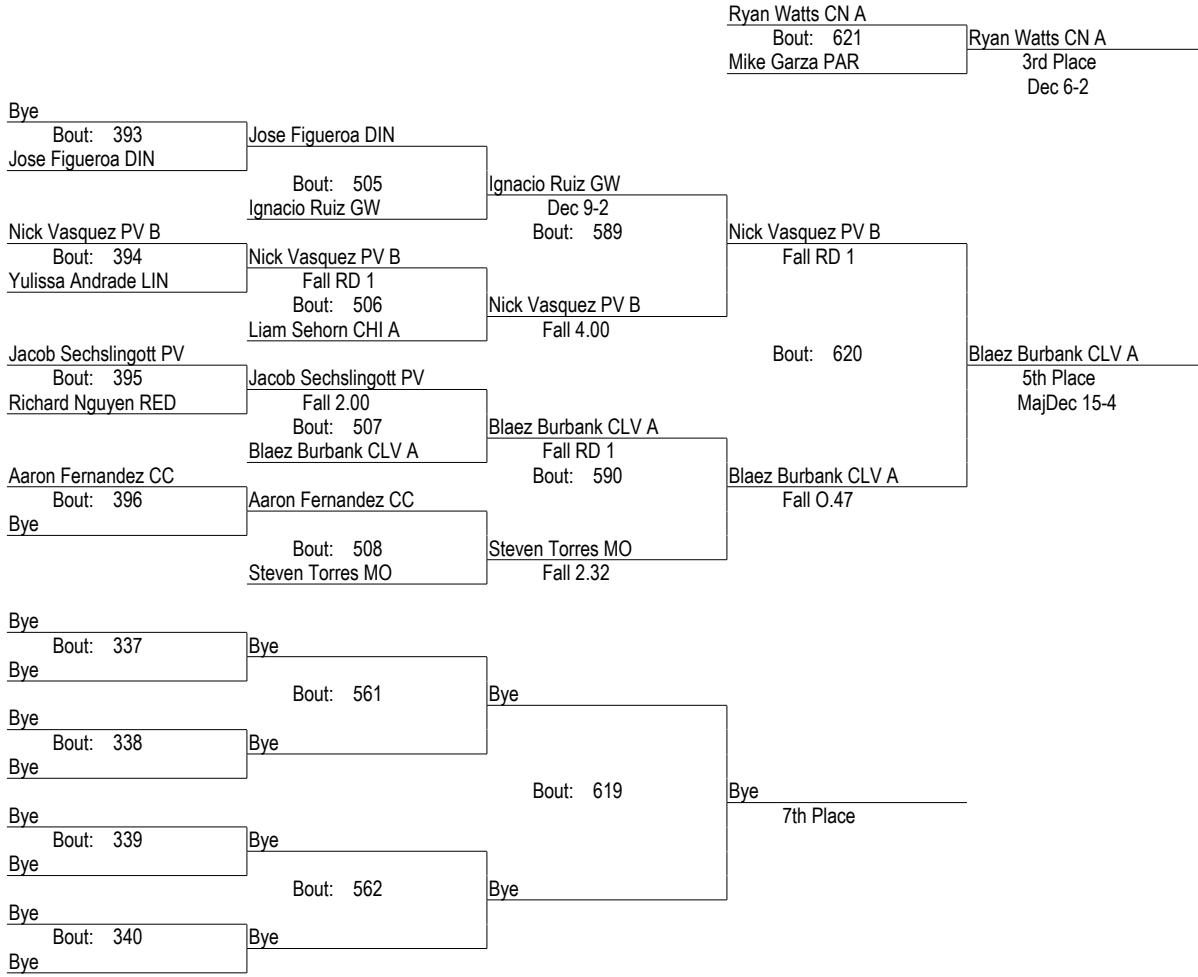 Ryan Watts CN A
Bout: 621
Ryan Watts CN A
Mike Garza PAR
3rd Place
Dec 6-2
Bye
Bout: 393
Jose Figueroa DIN
Jose Figueroa DIN
Bout: 505
Ignacio Ruiz GW
Ignacio Ruiz GW
Dec 9-2
Nick Vasquez PV B
Bout: 589
Nick Vasquez PV B
Bout: 394
Nick Vasquez PV B
Fall RD 1
Yulissa Andrade LIN
Fall RD 1
Bout: 506
Nick Vasquez PV B
Liam Sehorn CHI A
Fall 4.00
Jacob Sechslingott PV
Bout: 620
Blaez Burbank CLV A
Bout: 395
Jacob Sechslingott PV
5th Place
Richard Nguyen RED
Fall 2.00
MajDec 15-4
Bout: 507
Blaez Burbank CLV A
Blaez Burbank CLV A
Fall RD 1
Aaron Fernandez CC
Bout: 590
Blaez Burbank CLV A
Bout: 396
Aaron Fernandez CC
Fall O.47
Bye
Bout: 508
Steven Torres MO
Steven Torres MO
Fall 2.32
Bye
Bout: 337
Bye
Bye
Bout: 561
Bye
Bye
Bout: 338
Bye
Bye
Bout: 619
Bye
Bye
7th Place
Bout: 339
Bye
Bye
Bout: 562
Bye
Bye
Bout: 340
Bye
Bye